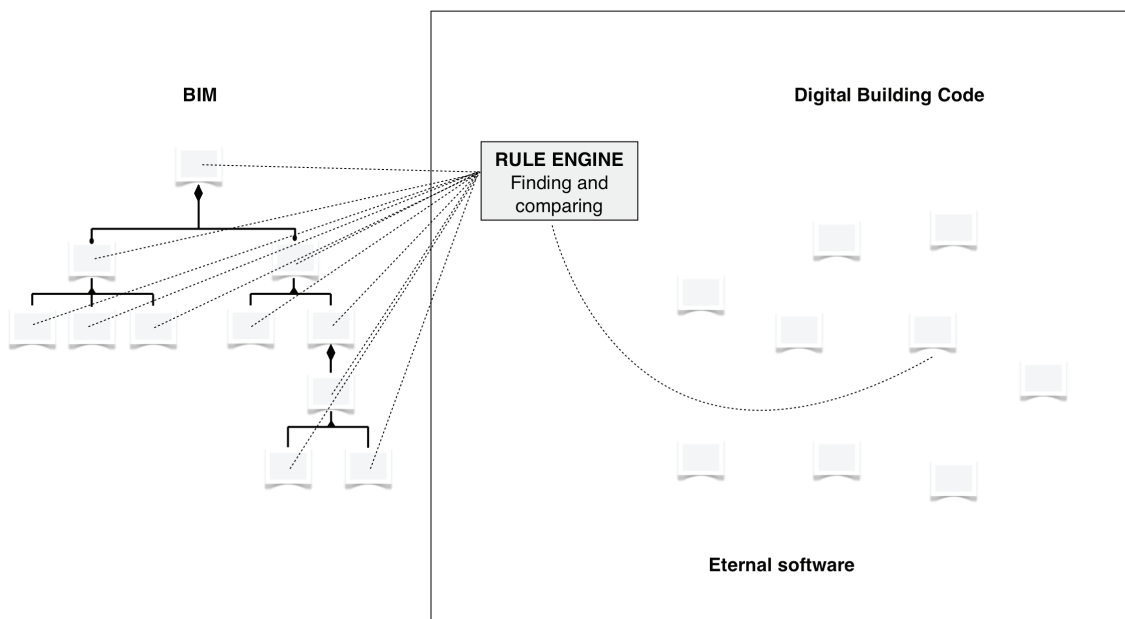 BIM
Digital Building Code
RULE ENGINE
Finding and
comparing
Eternal software